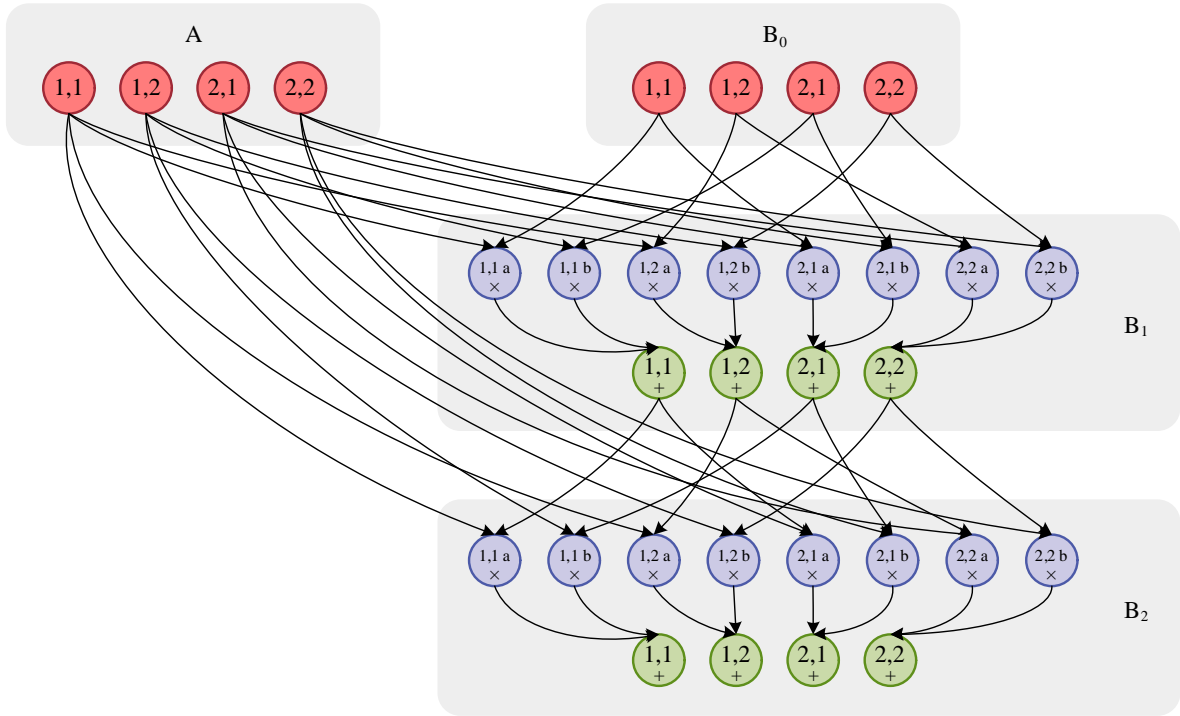 A
B₀
1,1 1,2 2,1 2,2
1,1 1,2 2,1 2,2
1,1 a 1,1 b 1,2 a 1,2 b 2,1 a 2,1 b 2,2 a 2,2 b
× × × × × × × ×
B₁
1,1 1,2 2,1 2,2
+ + + +
1,1 a 1,1 b 1,2 a 1,2 b 2,1 a 2,1 b 2,2 a 2,2 b
× × × × × × × ×
B₂
1,1 1,2 2,1 2,2
+ + + +